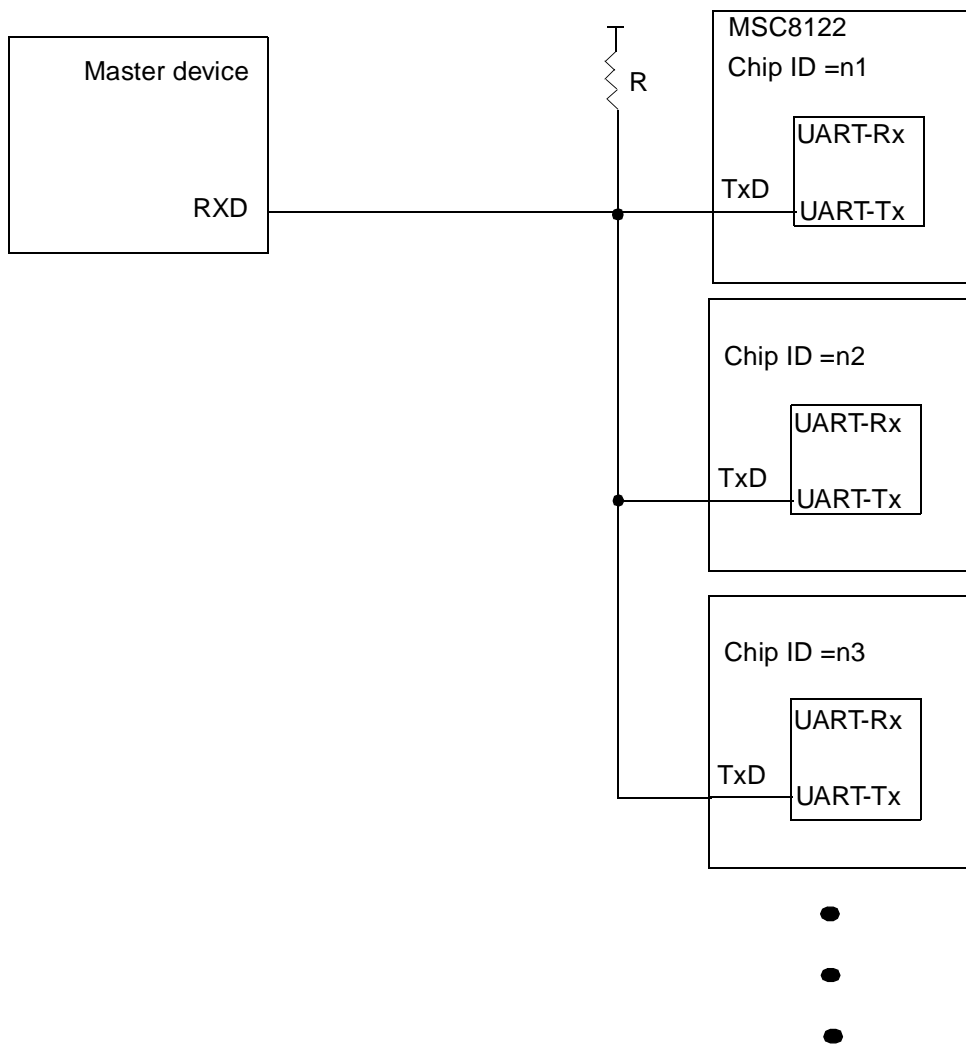 Master device
RXD
R
MSC8122
Chip ID =n1
UART-Rx
TxD
UART-Tx
Chip ID =n2
UART-Rx
TxD
UART-Tx
Chip ID =n3
UART-Rx
TxD
UART-Tx